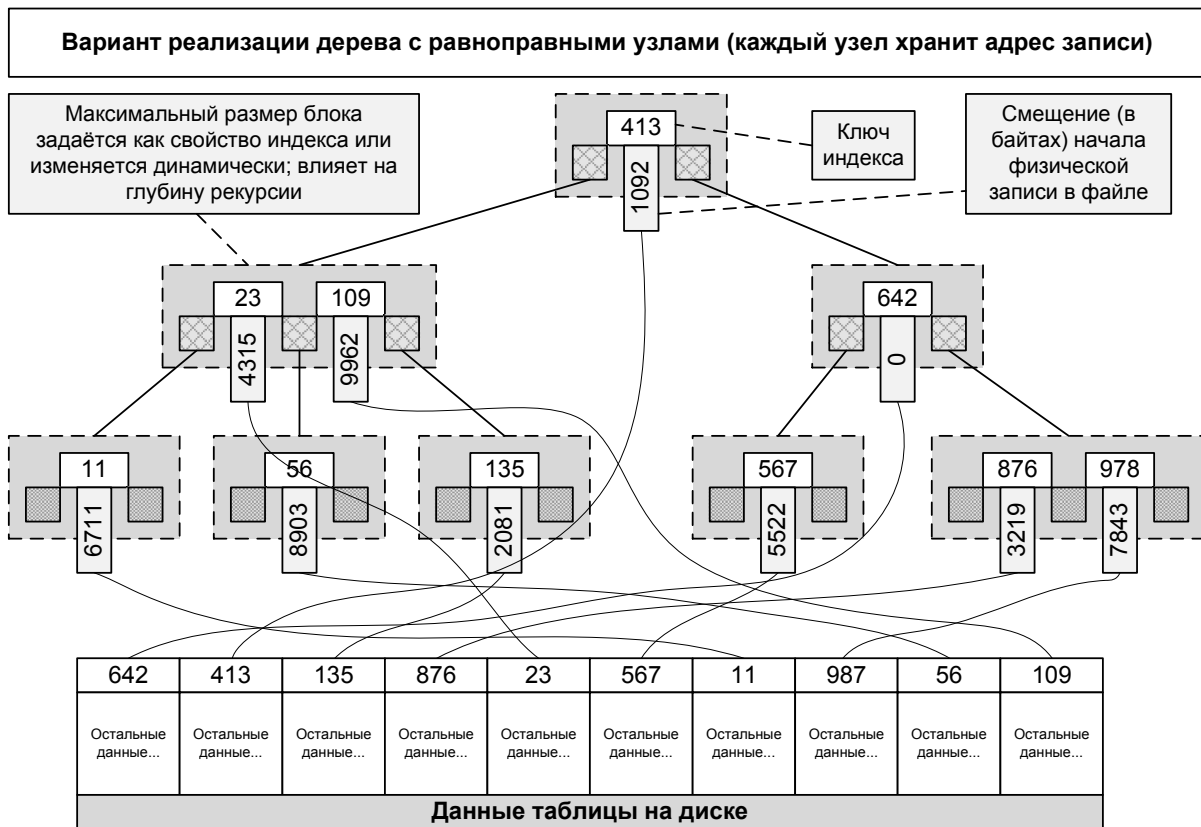 Вариант реализации дерева с равноправными узлами (каждый узел хранит адрес записи)
Максимальный размер блока
задаётся как свойство индекса или
изменяется динамически; влияет на
глубину рекурсии
413
1092
Ключ
индекса
Смещение (в
байтах) начала
физической
записи в файле
23
109
642
4315
9962
0
11
56
135
567
876
978
6711
8903
2081
5522
3219
7843
642
413
135
876
23
567
11
987
56
109
Остальные
данные...
Остальные
данные...
Остальные
данные...
Остальные
данные...
Остальные
данные...
Остальные
данные...
Остальные
данные...
Остальные
данные...
Остальные
данные...
Остальные
данные...
Данные таблицы на диске